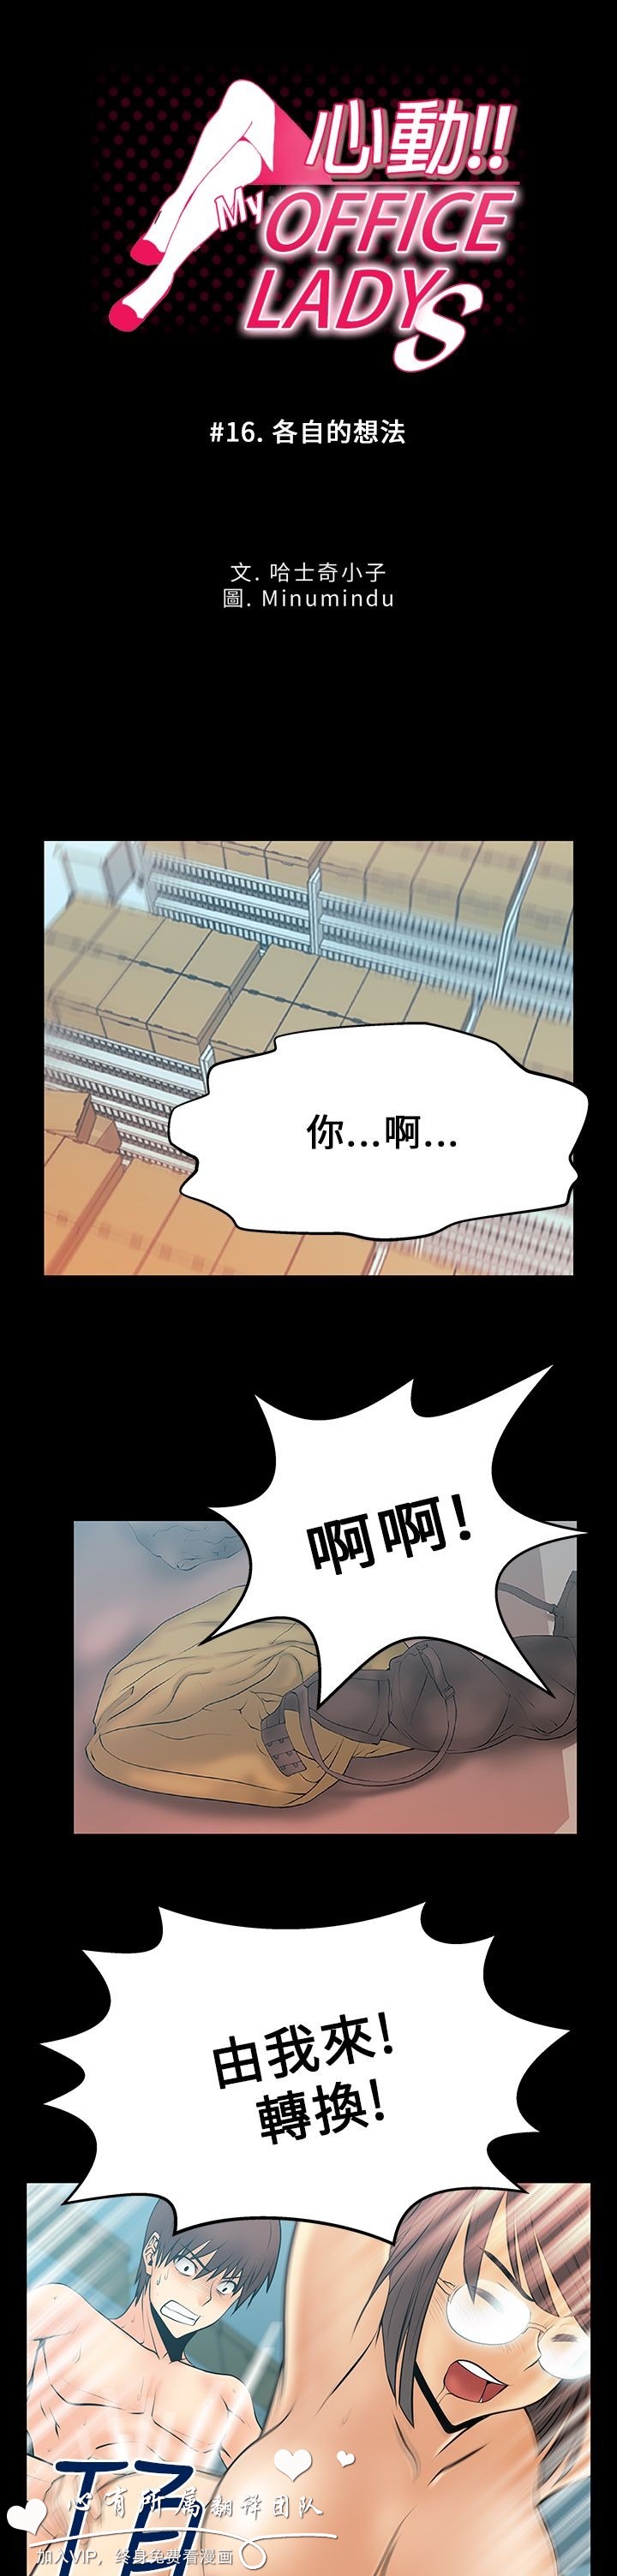 心動!!
My OFFICE
LADYS
#16. 各自的想法
文. 哈士奇小子
圖. Minumindu
你...啊...
啊啊!
由我來!
轉換!
心有所属翻译团队
加入VIP，终身免费看漫画